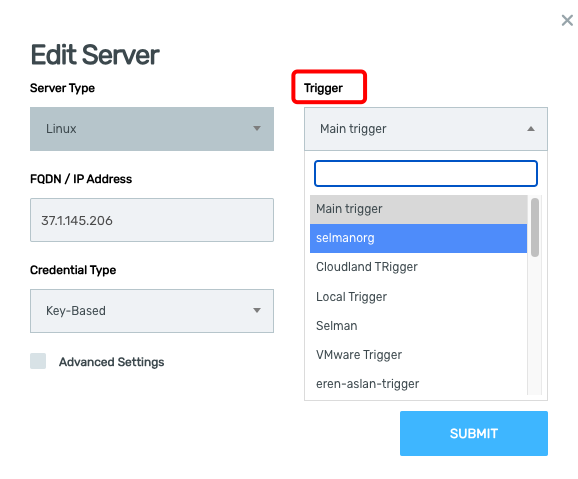 Edit Server
Server Type
Linux
FQDN / IP Address
37.1.145.206
Credential Type
Key-Based
Advanced Settings
Trigger
Main trigger
Main trigger
selmanorg
Cloudland TRigger
Local Trigger
Selman
VMware Trigger
eren-aslan-trigger
SUBMIT